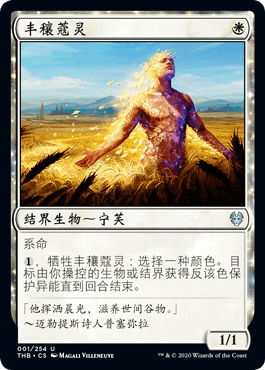 丰穰蔻灵
结界生物～宁芙
系命
1，牺牲丰穰蔻灵：选择一种颜色。目
标由你操控的生物或结界获得反该色保
护异能直到回合结束。
「他挥洒晨光，滋养世间谷物。」
～迈勒提斯诗人普塞弥拉
1/1
001/254 U
THB • CS MAGALI VILLENEUVE
™ & © 2020 Wizards of the Coast